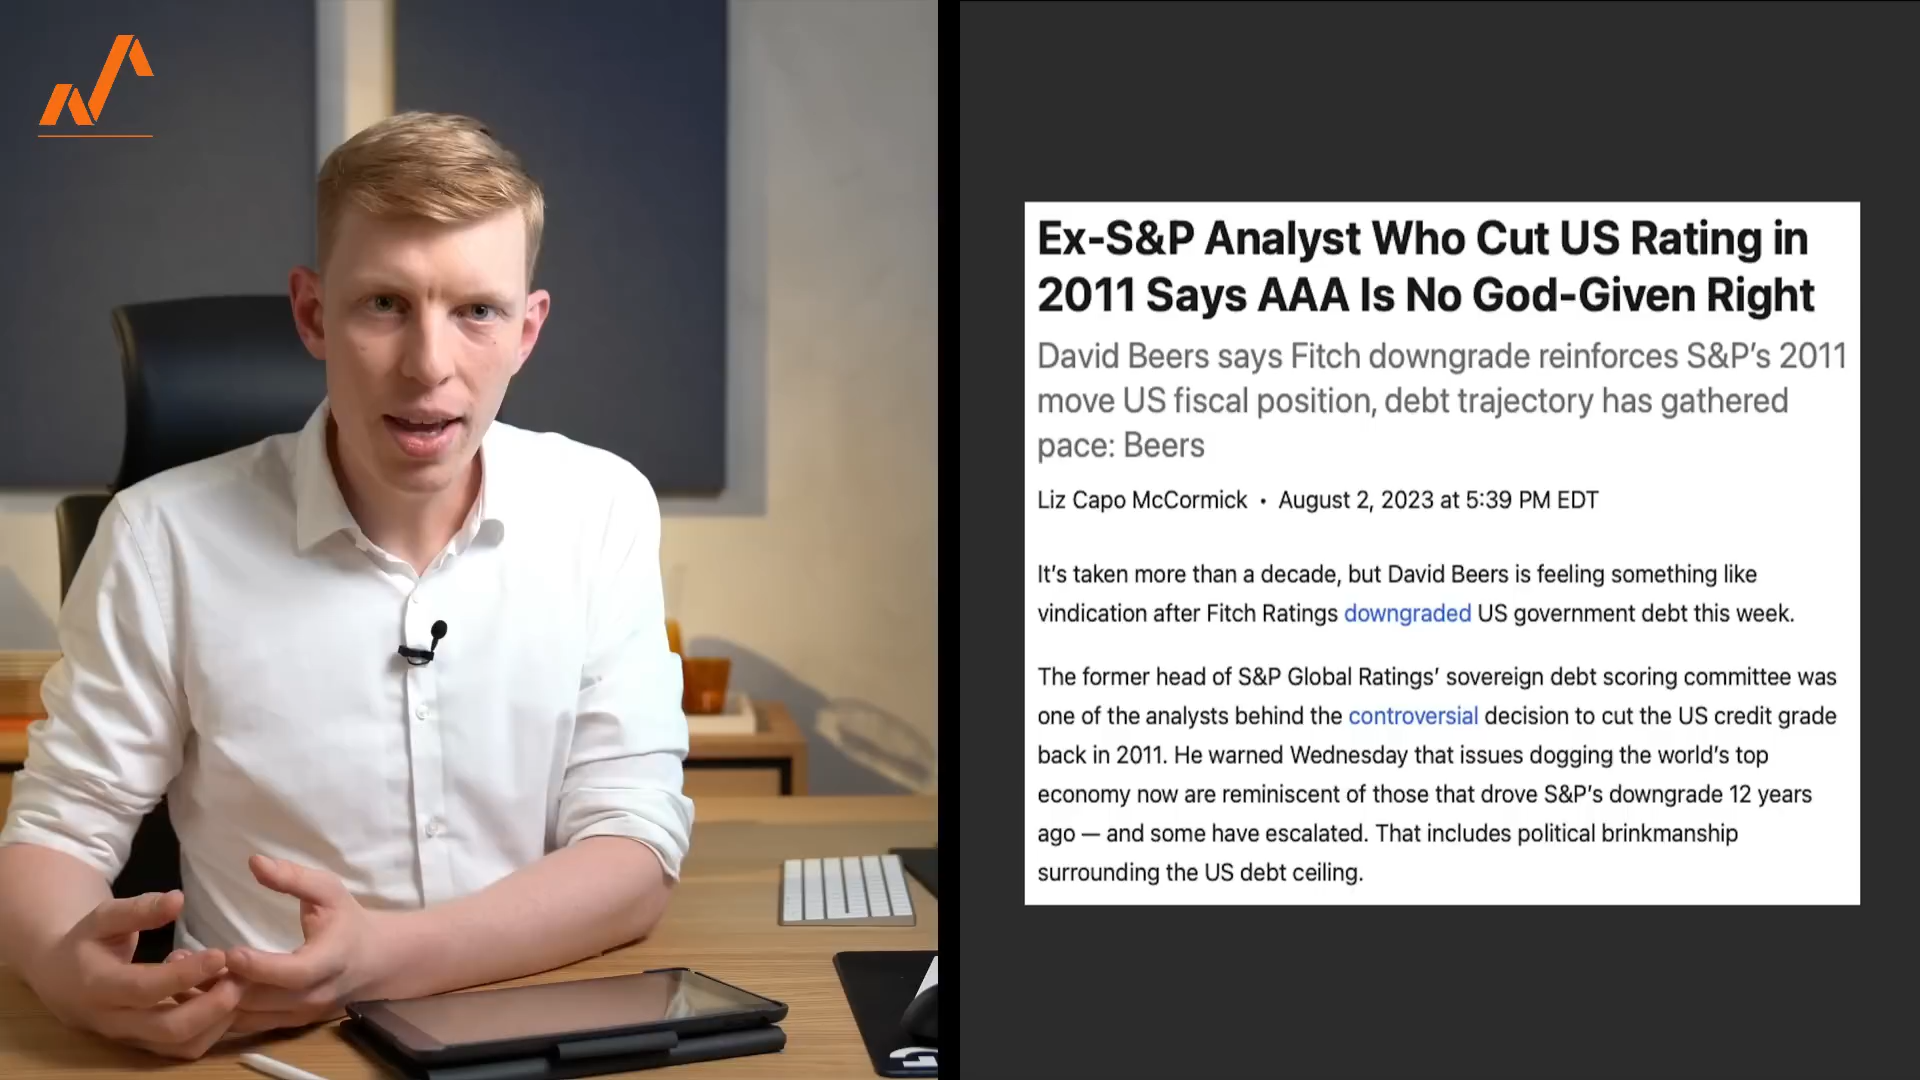 Ex-S&P Analyst Who Cut US Rating in
2011 Says AAA Is No God-Given Right
David Beers says Fitch downgrade reinforces S&P’s 2011
move US fiscal position, debt trajectory has gathered
pace: Beers
Liz Capo McCormick • August 2, 2023 at 5:39 PM EDT
It’s taken more than a decade, but David Beers is feeling something like
vindication after Fitch Ratings downgraded US government debt this week.
The former head of S&P Global Ratings’ sovereign debt scoring committee was
one of the analysts behind the controversial decision to cut the US credit grade
back in 2011. He warned Wednesday that issues dogging the world’s top
economy now are reminiscent of those that drove S&P’s downgrade 12 years
ago — and some have escalated. That includes political brinkmanship
surrounding the US debt ceiling.